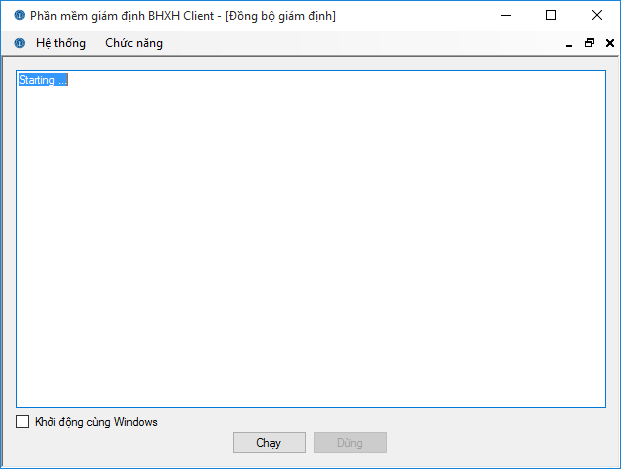 Phần mềm giám định BHXH Client - [Đồng bộ giám định]
Hệ thống Chức năng
Starting ...
Khởi động cùng Windows
Chạy Dừng